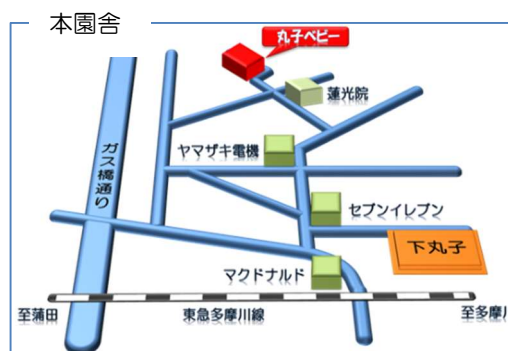 本園舎
丸子ベビー
蓮光院
ヤマザキ電機
ガス橋通り
セブンイレブン
下丸子
マクドナルド
至蒲田
東急多摩川線
至多摩川